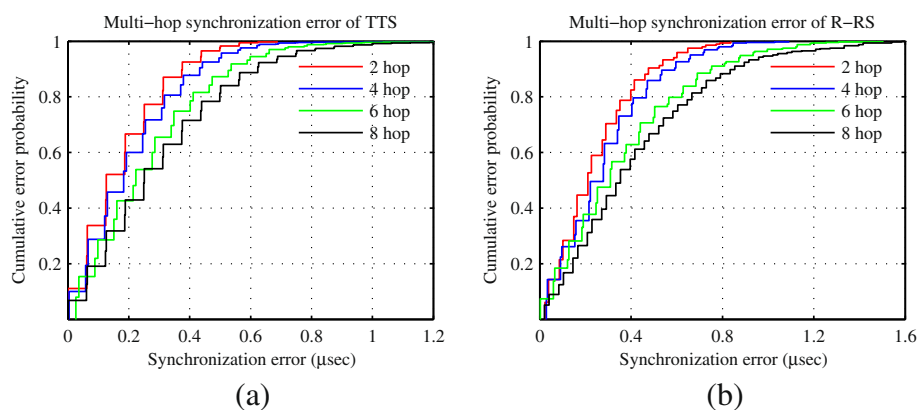 Multi−hop synchronization error of TTS
Cumulative error probability
1
0.8
0.6
0.4
0.2
0
0.2
0.4
0.6
0.8
1
1.2
2 hop
4 hop
6 hop
8 hop
Synchronization error (μsec)
(a)
Multi−hop synchronization error of R−RS
Cumulative error probability
1
0.8
0.6
0.4
0.2
0
0.4
0.8
1.2
1.6
2 hop
4 hop
6 hop
8 hop
Synchronization error (μsec)
(b)